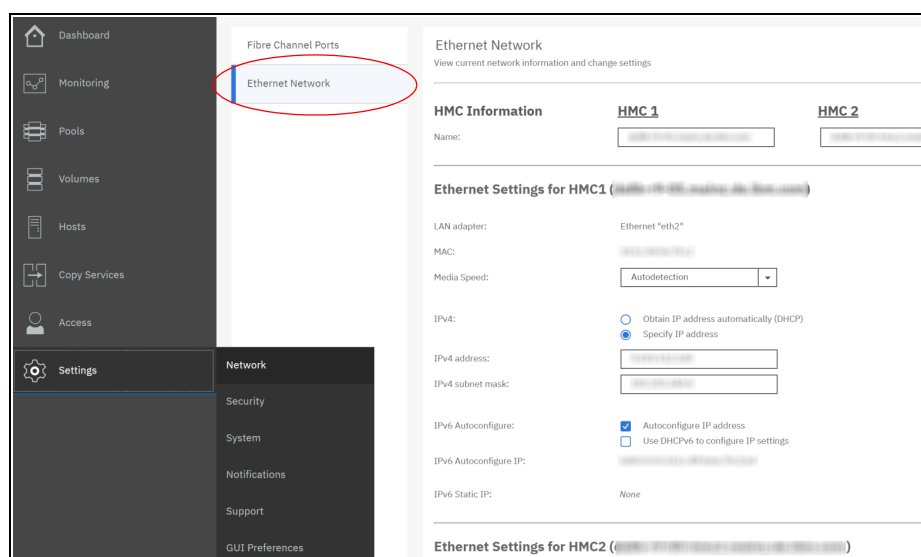 Dashboard
Monitoring
Pools
Volumes
Hosts
Copy Services
Access
Settings
Network
Security
System
Notifications
Support
GUI Preferences
Fibre Channel Ports
Ethernet Network
Ethernet Network
View current network information and change settings
HMC Information HMC 1 HMC 2
Name:
Ethernet Settings for HMC1 ( )
LAN adapter: Ethernet "eth2"
MAC:
Media Speed: Autodetection
IPv4: Obtain IP address automatically (DHCP)
Specify IP address
IPv4 address:
IPv4 subnet mask:
IPv6 Autoconfigure: Autoconfigure IP address
Use DHCPv6 to configure IP settings
IPv6 Autoconfigure IP:
IPv6 Static IP: None
Ethernet Settings for HMC2 ( )